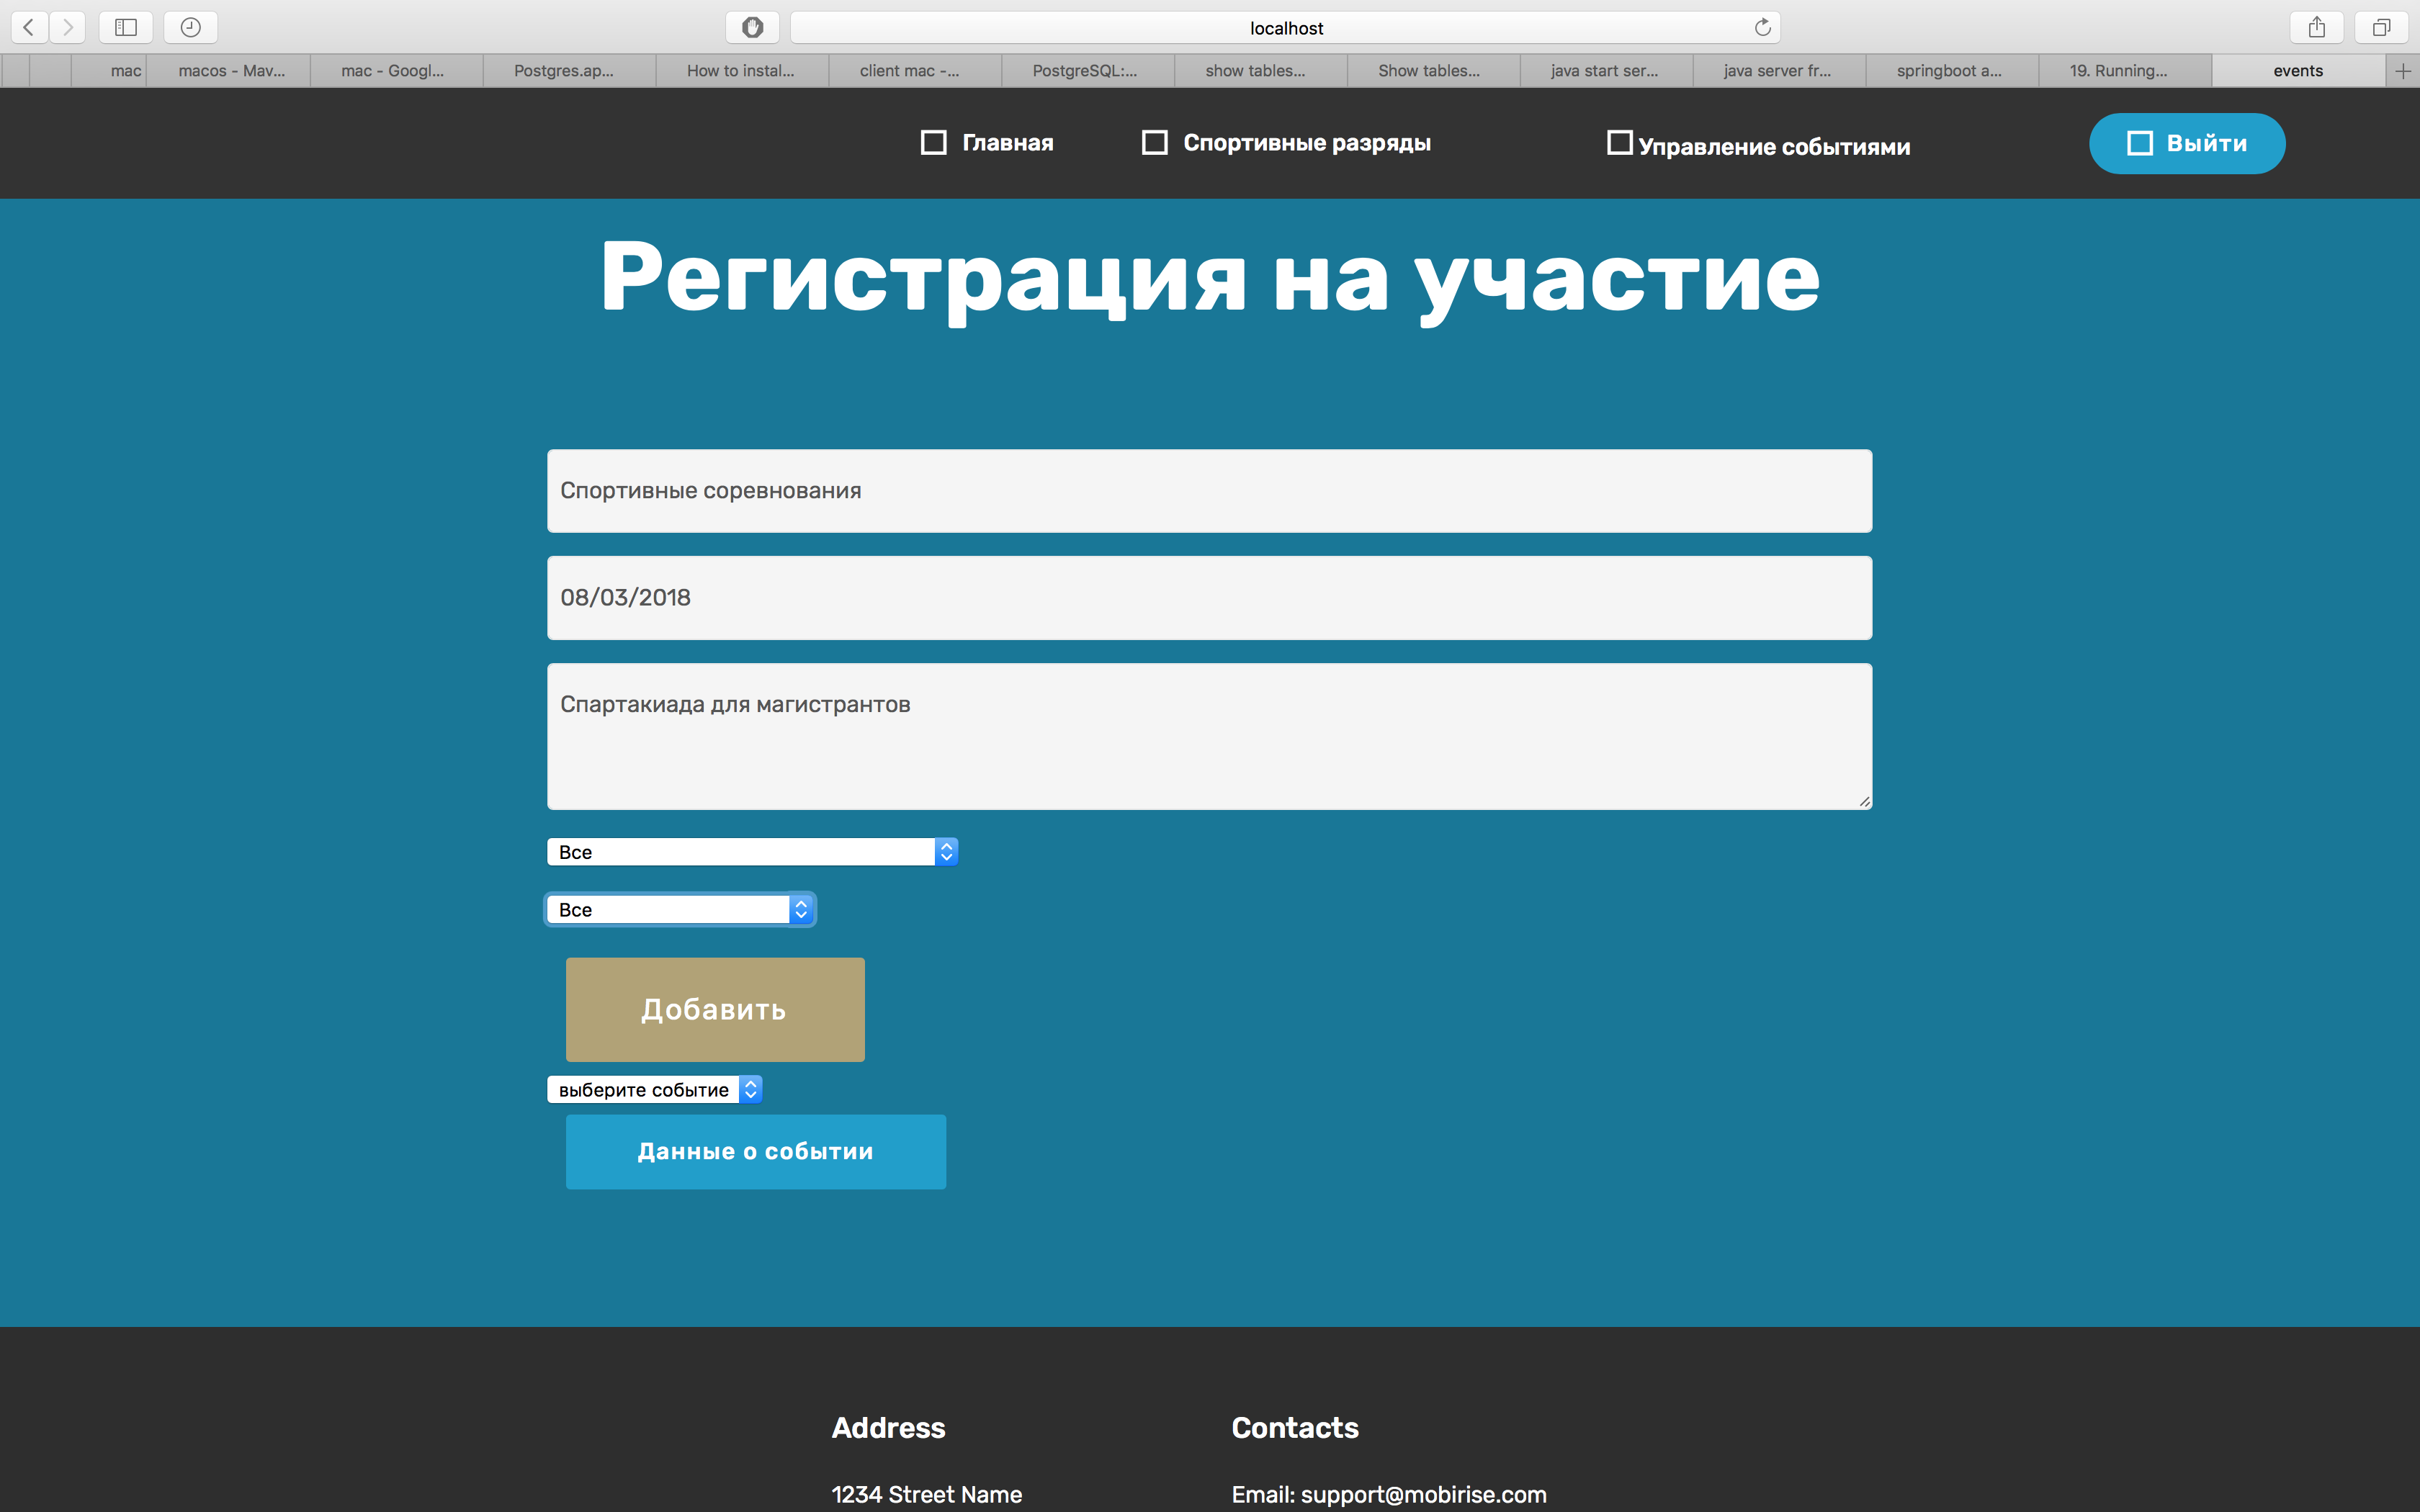 localhost
mac
macos - Mav...
mac - Googl...
Postgres.ap...
How to instal...
client mac -...
PostgreSQL:...
show tables...
Show tables...
java start ser...
java server fr...
springboot a...
19. Running...
events
Главная
Спортивные разряды
Управление событиями
Выйти
Регистрация на участие
Спортивные соревнования
08/03/2018
Спартакиада для магистрантов
Все
Все
Добавить
выберите событие
Данные о событии
Address
Contacts
1234 Street Name
Email: support@mobirise.com